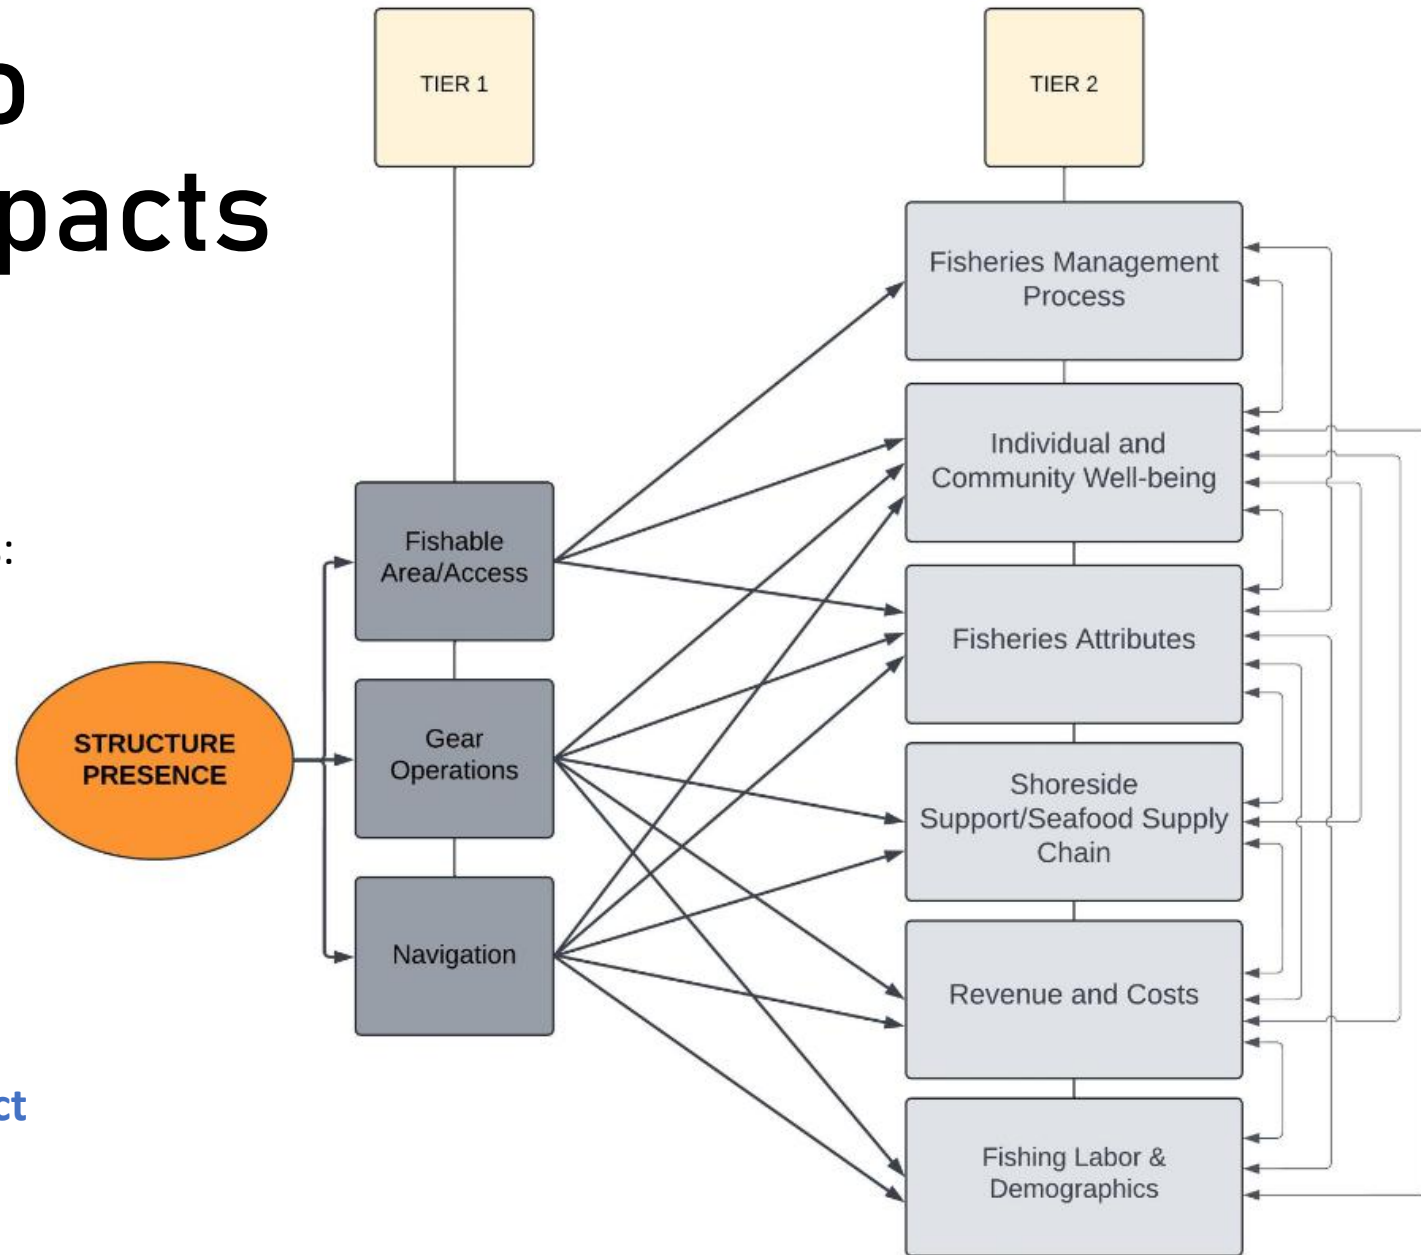 o
pacts
:
ct
TIER 1
TIER 2
STRUCTURE
PRESENCE
Fishable
Area/Access
Gear
Operations
Navigation
Fisheries Management
Process
Individual and
Community Well-being
Fisheries Attributes
Shoreside
Support/Seafood Supply
Chain
Revenue and Costs
Fishing Labor &
Demographics